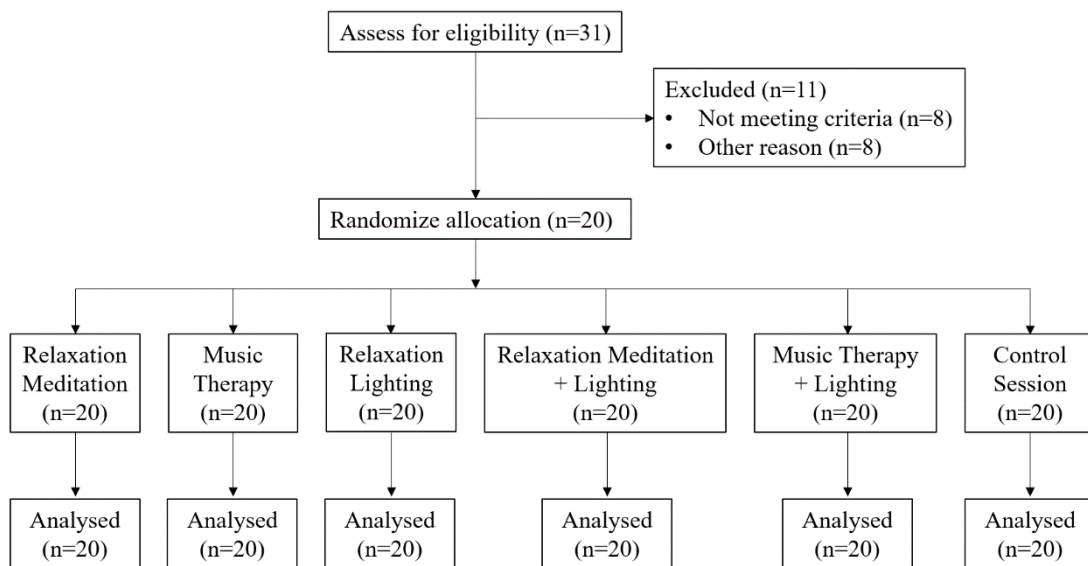 Assess for eligibility (n=31)
Excluded (n=11)
• Not meeting criteria (n=8)
• Other reason (n=8)
Randomize allocation (n=20)
Relaxation
Meditation
(n=20)
Music
Therapy
(n=20)
Relaxation
Lighting
(n=20)
Relaxation Meditation
+ Lighting
(n=20)
Music Therapy
+ Lighting
(n=20)
Control
Session
(n=20)
Analysed
(n=20)
Analysed
(n=20)
Analysed
(n=20)
Analysed
(n=20)
Analysed
(n=20)
Analysed
(n=20)